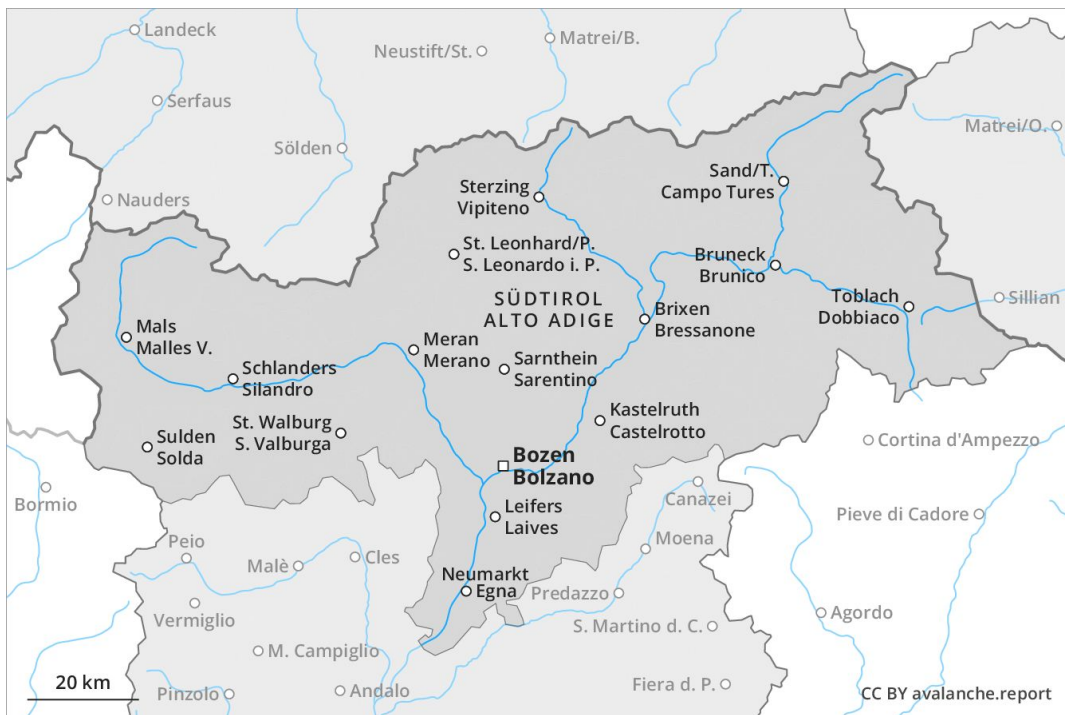 Landeck
Neustift/St.
Matrei/B.
Serfaus
Matrei/O.
Sölden
Nauders
Sand/T.
Campo Tures
Sterzing
Vipiteno
St. Leonhard/P.
S. Leonardo i. P.
Bruneck
Brunico
SÜDTIROL
ALTO ADIGE
Toblach
Dobbiaco
Sillian
Brixen
Bressanone
Mals
Malles V.
Meran
Merano
Sarnthein
Sarentino
Schlanders
Silandro
Kastelruth
Castelrotto
St. Walburg
S. Valburga
Sulden
Solda
Cortina d'Ampezzo
Bozen
Bolzano
Bormio
Canazei
Leifers
Laives
Pieve di Cadore
Moena
Peio
Malè
Cles
Neumarkt
Egna
Predazzo
Vermiglio
Agordo
S. Martino d. C.
M. Campiglio
20 km
Pinzolo
Andalo
Fiera d. P.
CC BY avalanche.report